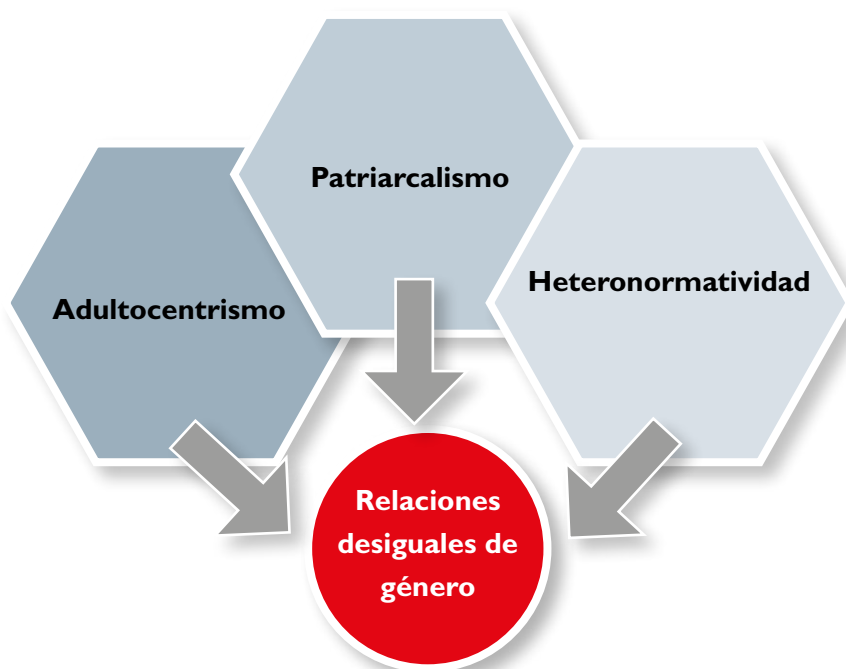 Patriarcalismo
Adultocentrismo
Heteronormatividad
Relaciones
desiguales de
género